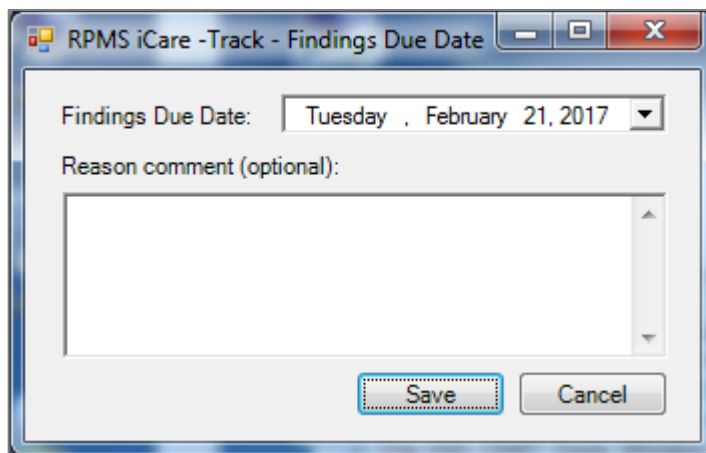 RPMS iCare -Track - Findings Due Date
Findings Due Date: Tuesday , February 21, 2017
Reason comment (optional):
Save Cancel